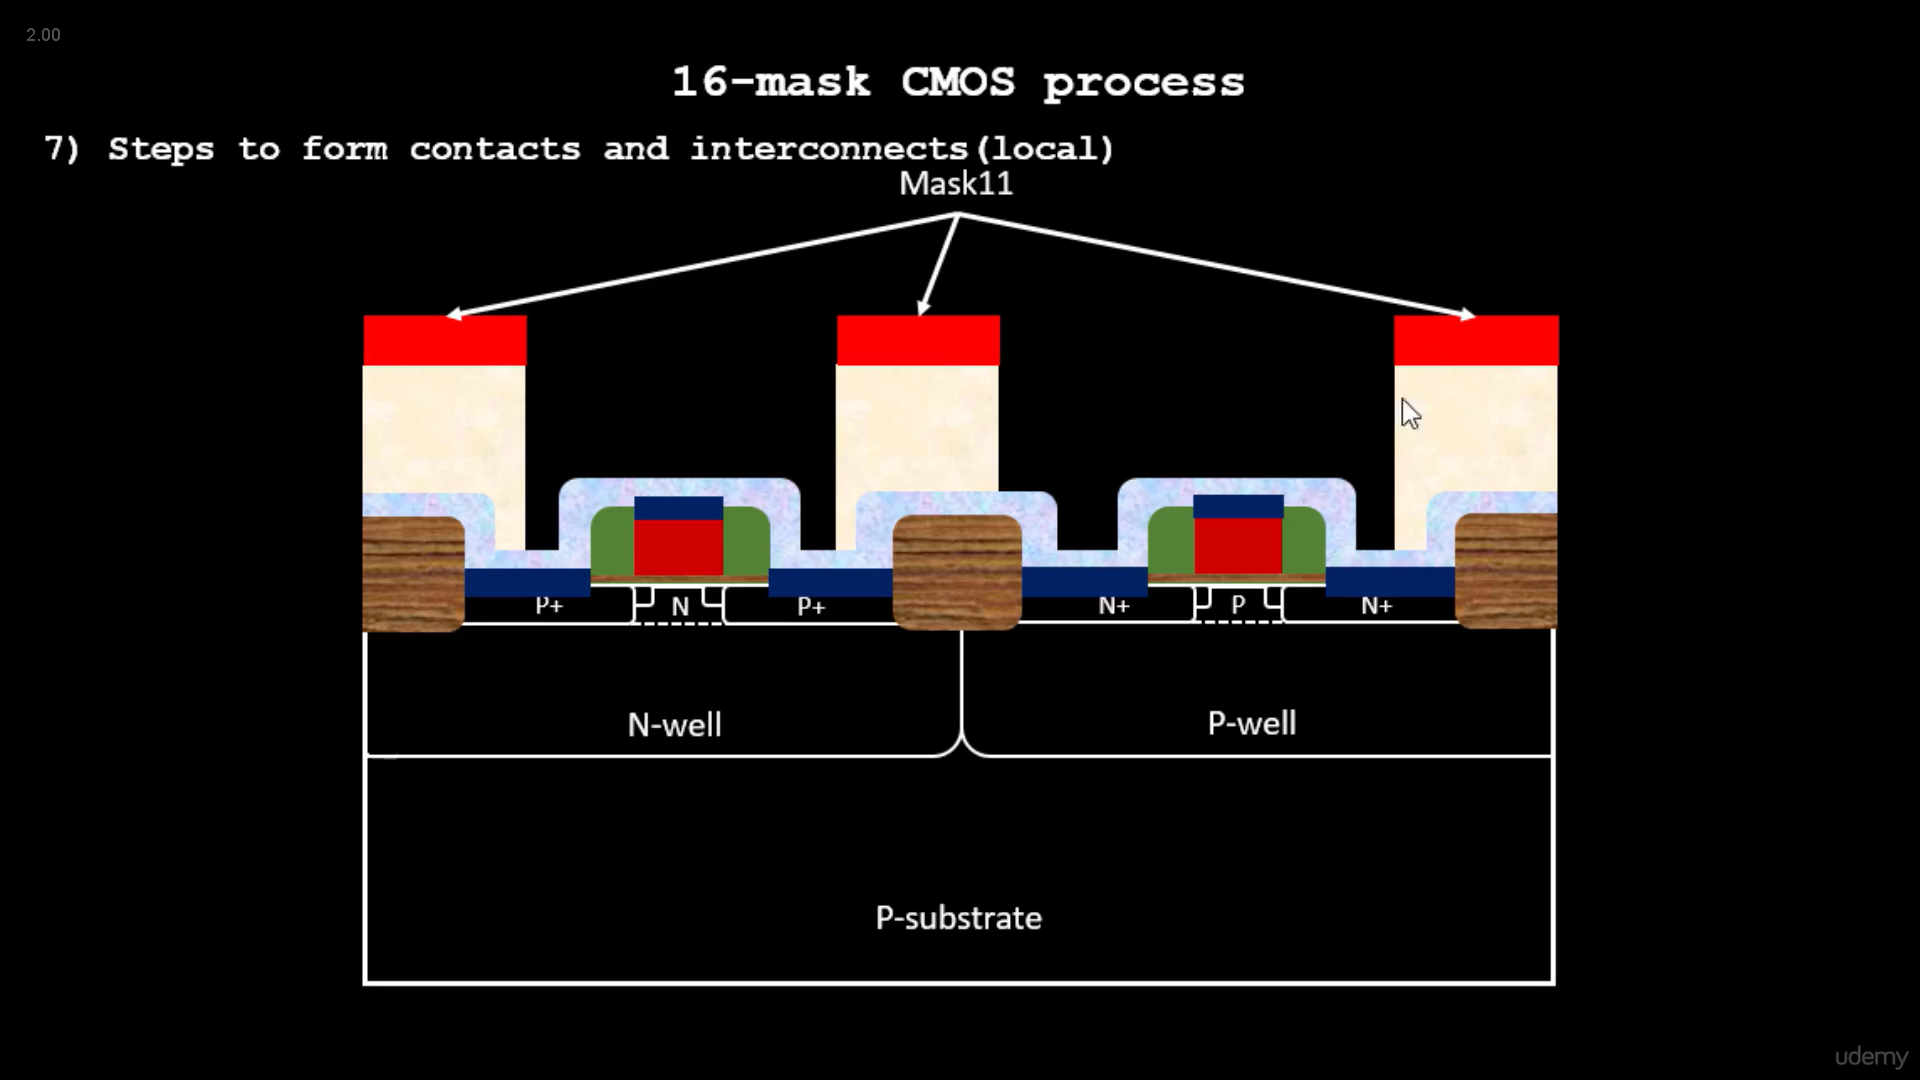 2.00
16-mask CMOS process
7) Steps to form contacts and interconnects(local)
Mask11
P+ N P+ N+ P N+
N-well P-well
P-substrate
udemy